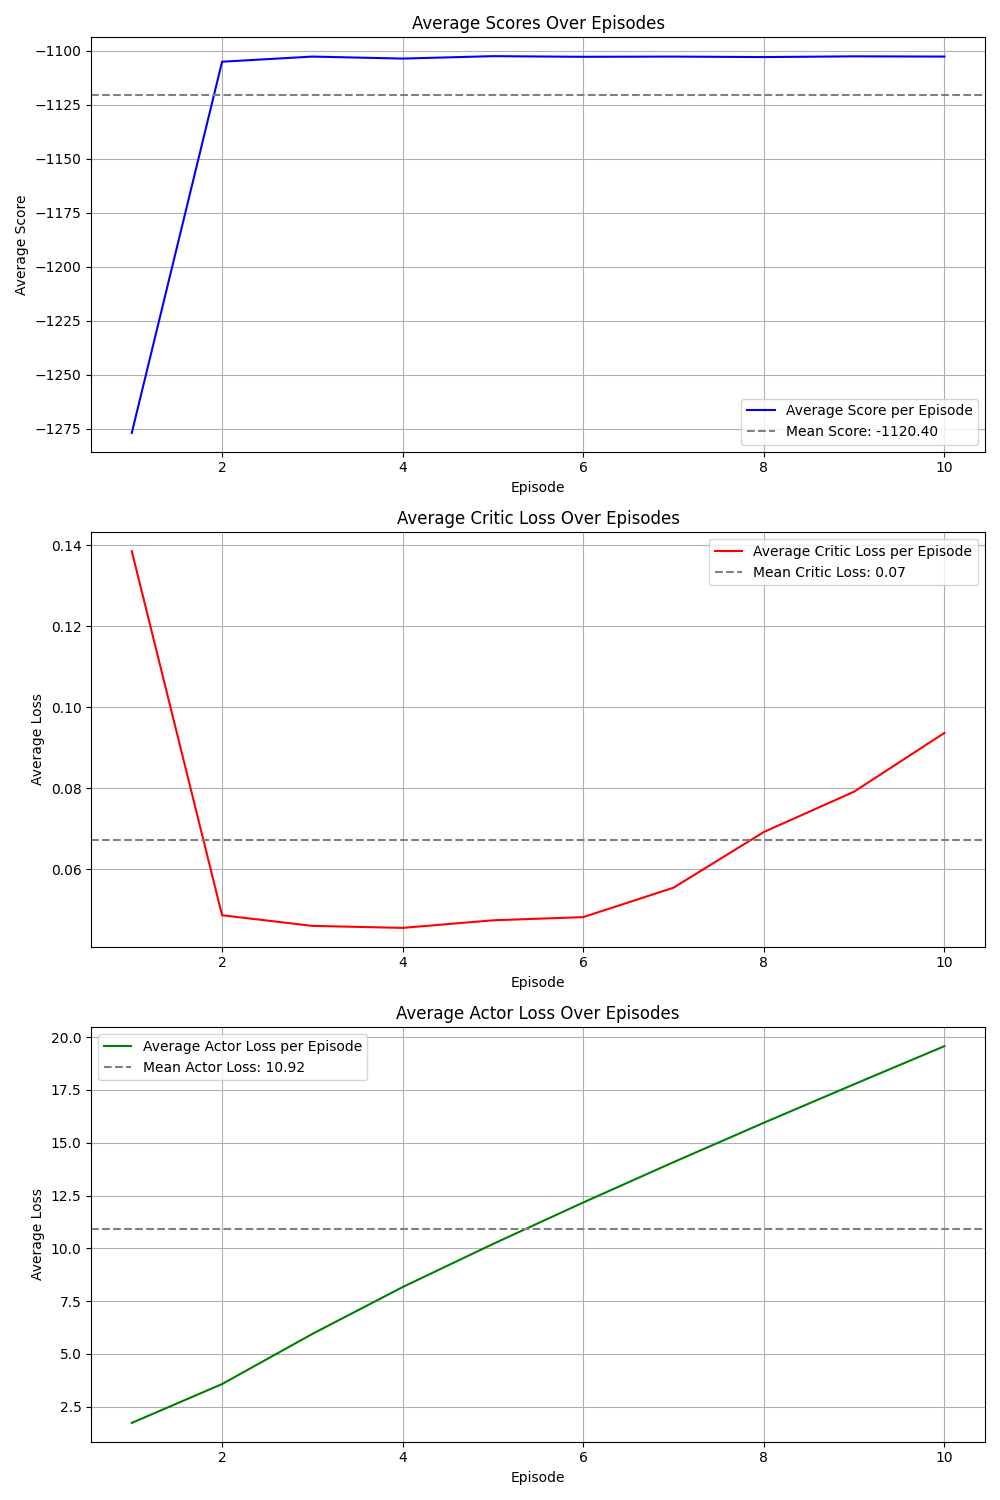 Average Scores Over Episodes
−1100
−1125
−1150
−1175
−1200
−1225
−1250
−1275
Average Score
Average Score per Episode
Mean Score: -1120.40
2 4 6 8 10
Episode
Average Critic Loss Over Episodes
0.14
0.12
0.10
0.08
0.06
Average Loss
Average Critic Loss per Episode
Mean Critic Loss: 0.07
2 4 6 8 10
Episode
Average Actor Loss Over Episodes
20.0
17.5
15.0
12.5
10.0
7.5
5.0
2.5
Average Loss
Average Actor Loss per Episode
Mean Actor Loss: 10.92
2 4 6 8 10
Episode